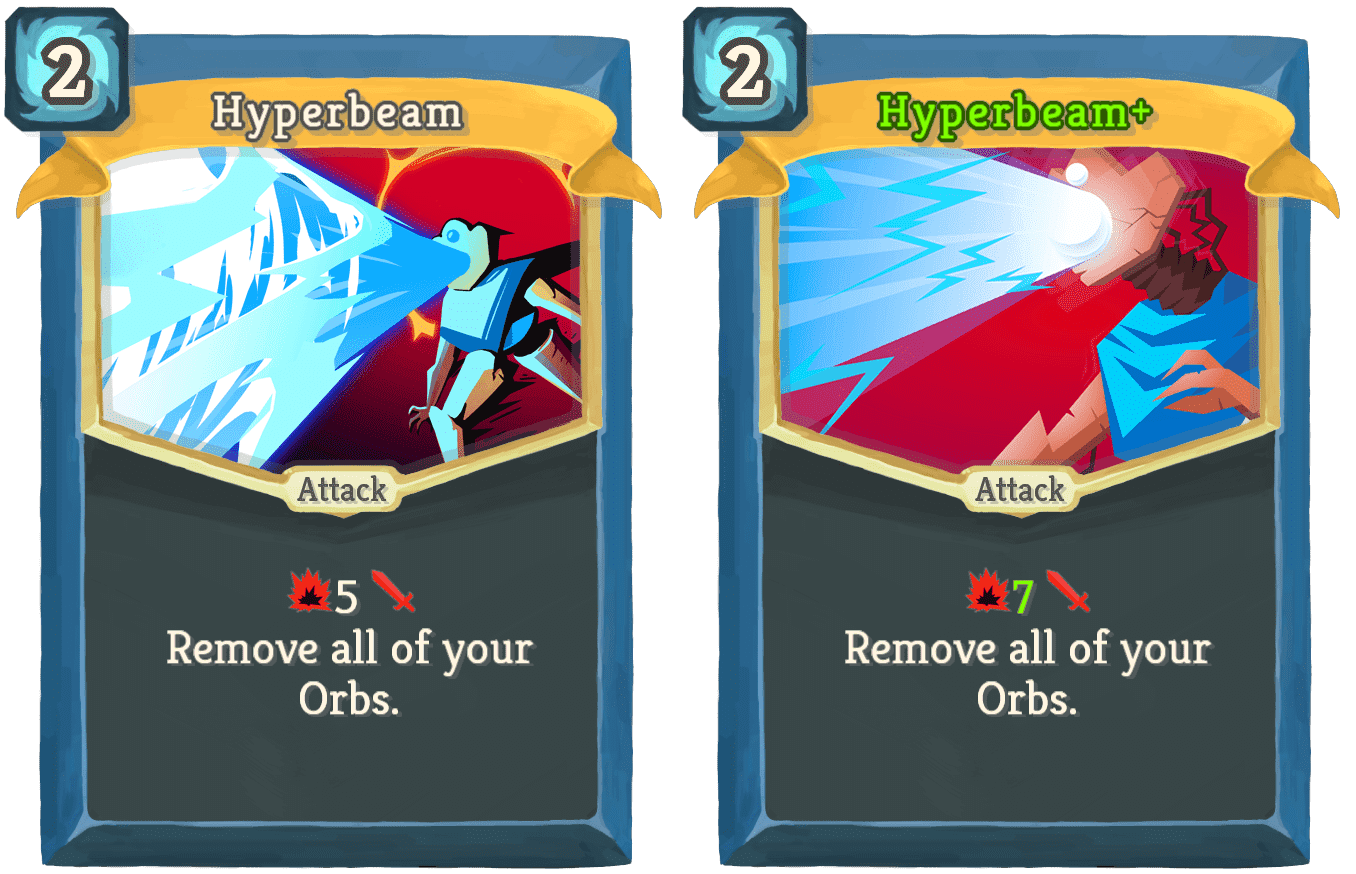 2
Hyperbeam
Attack
5
Remove all of your
Orbs.
2
Hyperbeam+
Attack
7
Remove all of your
Orbs.